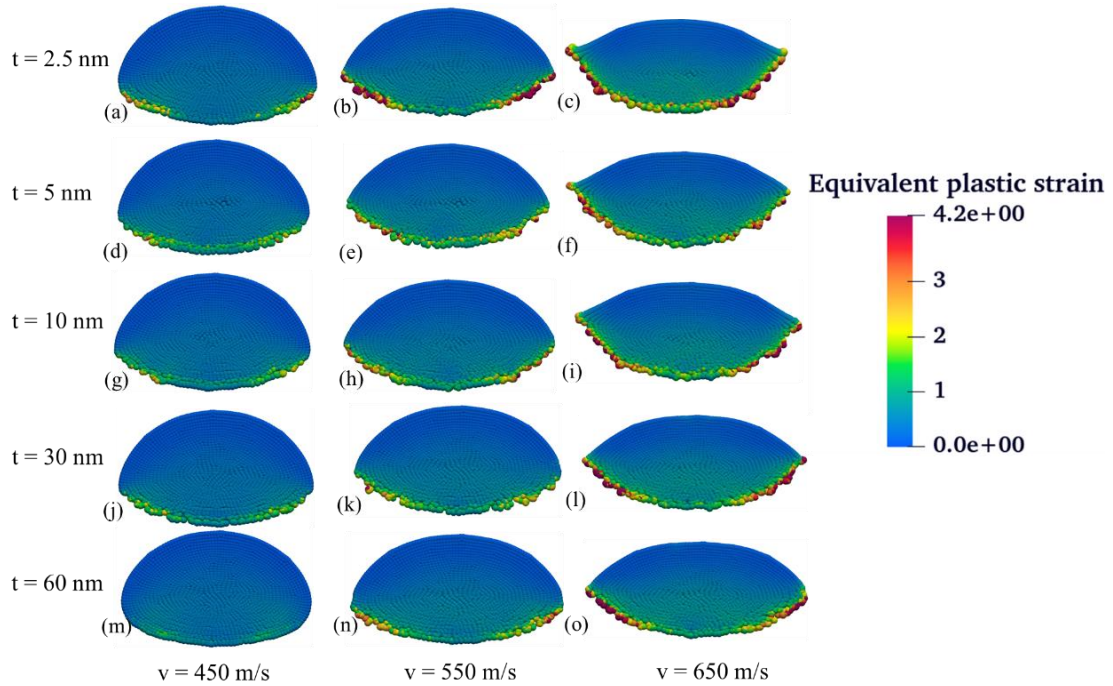 t = 2.5 nm
(a)
(b)
(c)
t = 5 nm
(d)
(e)
(f)
t = 10 nm
(g)
(h)
(i)
t = 30 nm
(j)
(k)
(l)
t = 60 nm
(m)
(n)
(o)
v = 450 m/s
v = 550 m/s
v = 650 m/s
Equivalent plastic strain
4.2e+00
3
2
1
0.0e+00